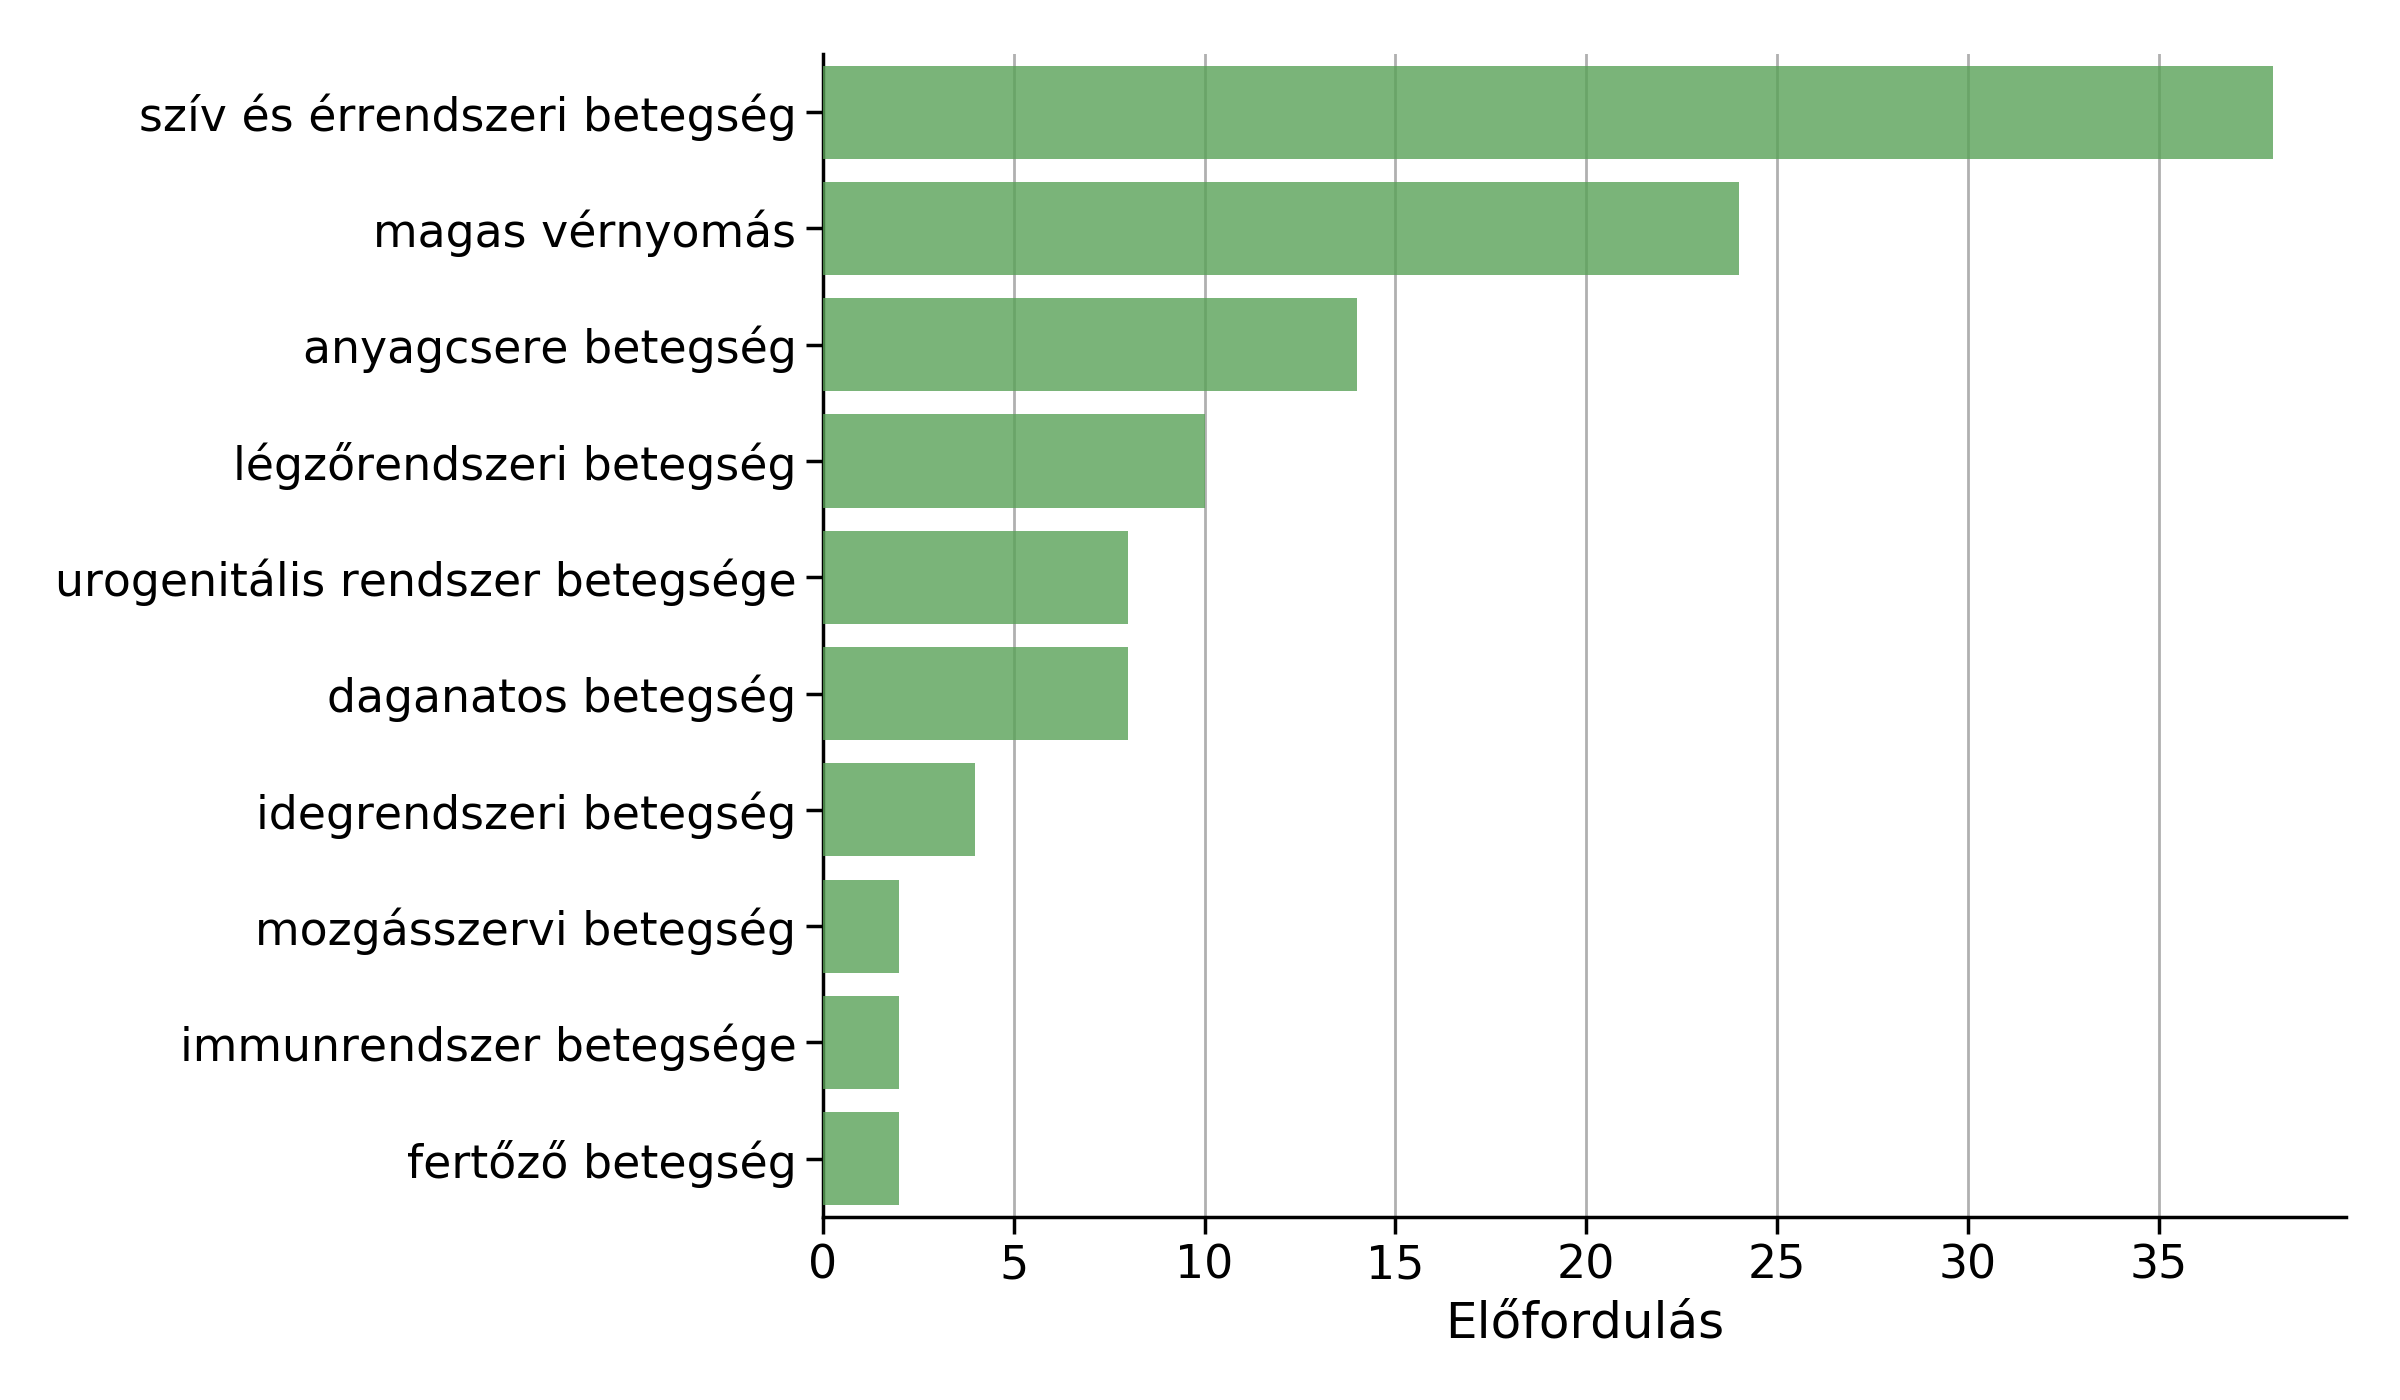 szív és érrendszeri betegség
magas vérnyomás
anyagcsere betegség
légzőrendszeri betegség
urogenitális rendszer betegsége
daganatos betegség
idegrendszeri betegség
mozgásszervi betegség
immunrendszer betegsége
fertőző betegség
0 5 10 15 20 25 30 35
Előfordulás